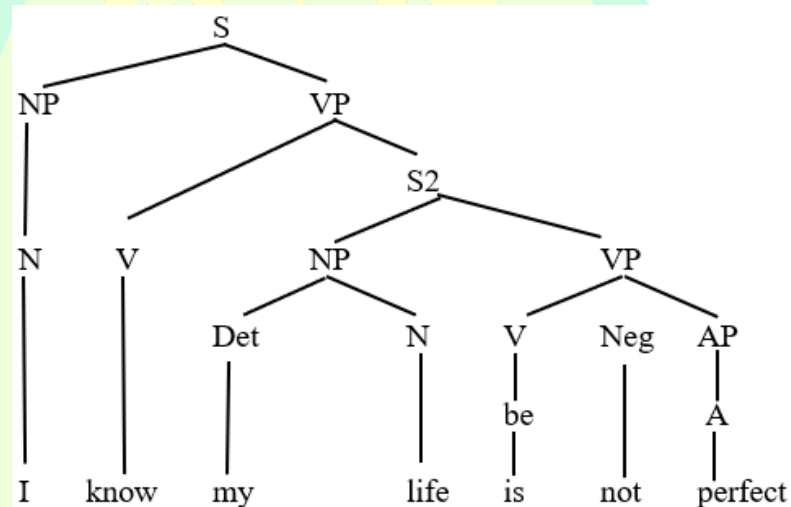 S
NP VP
S2
N V NP VP
Det N V Neg AP
be A
I know my life is not perfect